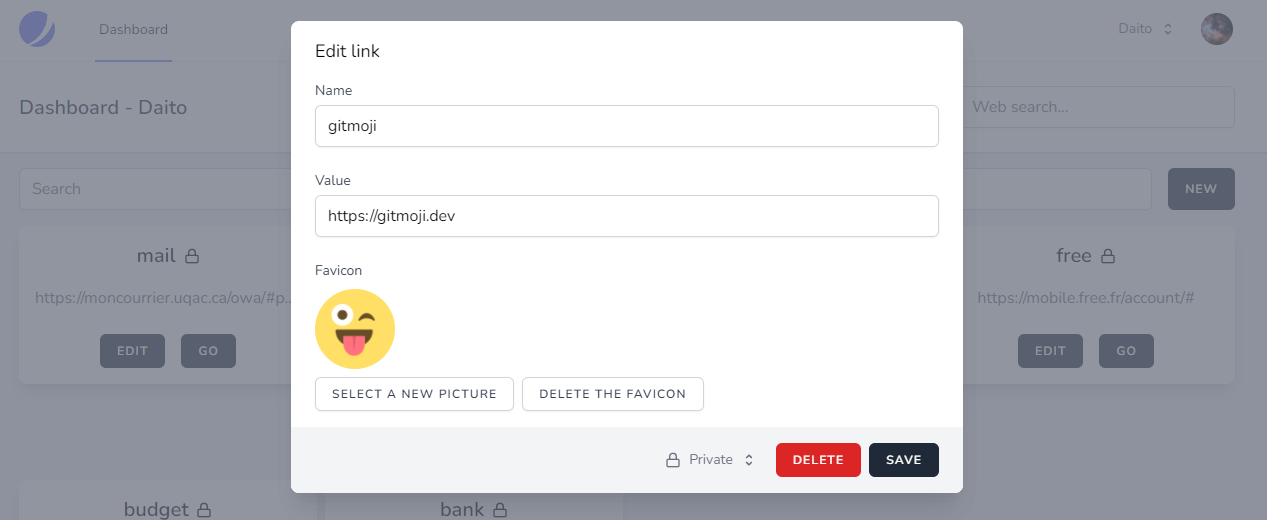 Dashboard
Daito
Dashboard - Daito
Web search...
Search
NEW
mail
https://moncourrier.uqac.ca/owa/#p...
EDIT
GO
free
https://mobile.free.fr/account/#
EDIT
GO
budget
bank
Edit link
Name
gitmoji
Value
https://gitmoji.dev
Favicon
SELECT A NEW PICTURE
DELETE THE FAVICON
Private
DELETE
SAVE